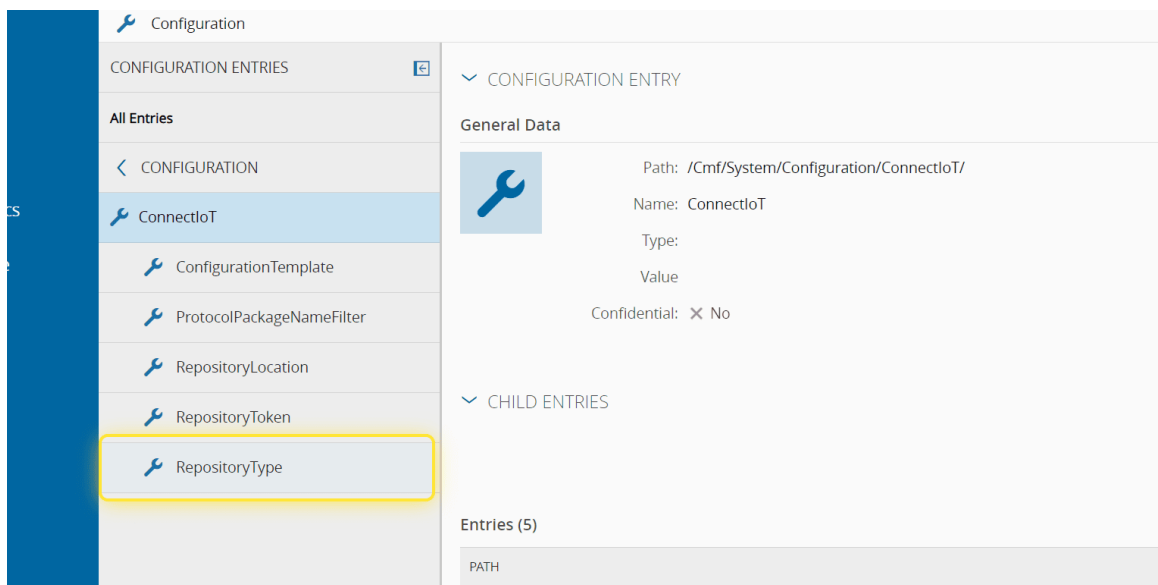 Configuration
CONFIGURATION ENTRIES
All Entries
CONFIGURATION
ConnectIoT
ConfigurationTemplate
ProtocolPackageNameFilter
RepositoryLocation
RepositoryToken
RepositoryType
cs
CONFIGURATION ENTRY
General Data
Path: /Cmf/System/Configuration/ConnectIoT/
Name: ConnectIoT
Type:
Value
Confidential: No
CHILD ENTRIES
Entries (5)
PATH